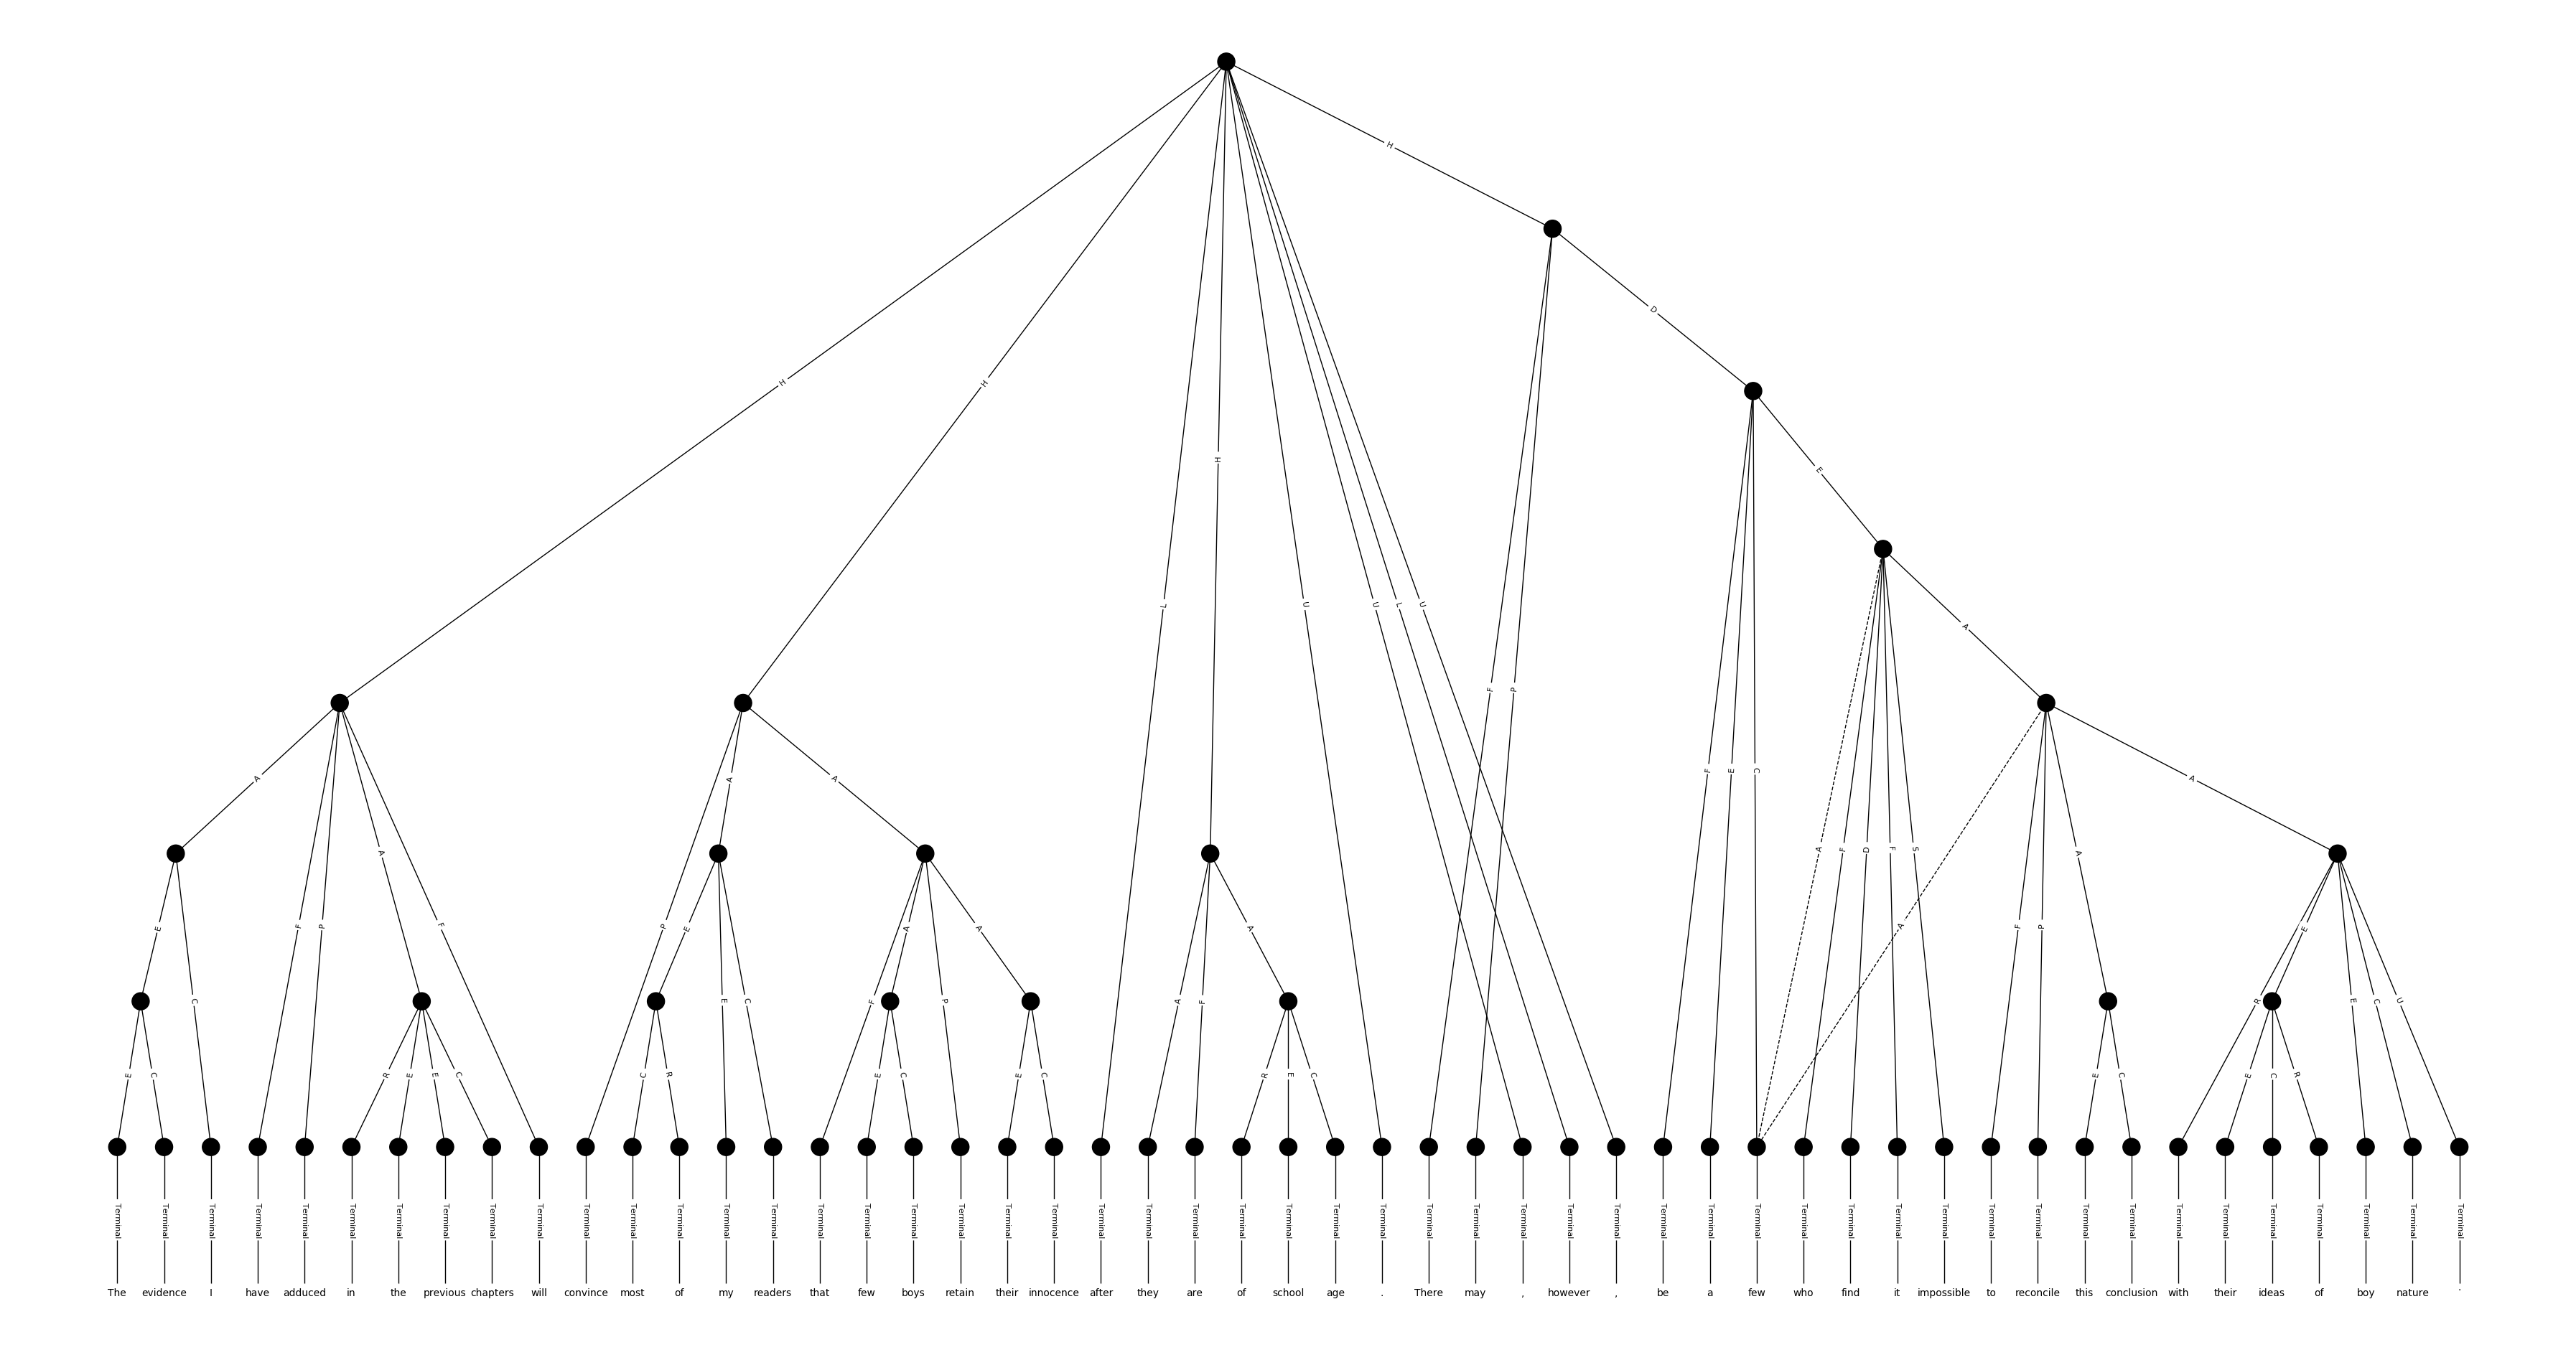 H
H
H
H
D
E
L
H
U
U
L
U
F
P
A
F
E
C
A
A
A
A
F
D
F
S
A
A
F
P
A
F
P
E
A
A
F
P
A
E
C
E
E
C
F
A
P
A
A
F
A
R
E
E
C
U
E
C
R
E
E
C
C
R
E
C
E
C
R
E
C
E
C
E
C
R
Terminal Terminal Terminal Terminal Terminal Terminal Terminal Terminal Terminal Terminal Terminal Terminal Terminal Terminal Terminal Terminal Terminal Terminal Terminal Terminal Terminal Terminal Terminal Terminal Terminal Terminal Terminal Terminal Terminal Terminal Terminal Terminal Terminal Terminal Terminal Terminal Terminal Terminal Terminal Terminal Terminal Terminal Terminal Terminal Terminal Terminal Terminal Terminal Terminal Terminal Terminal
The evidence I have adduced in the previous chapters will convince most of my readers that few boys retain their innocence after they are of school age . There may , however , be a few who find it impossible to reconcile this conclusion with their ideas of boy nature .